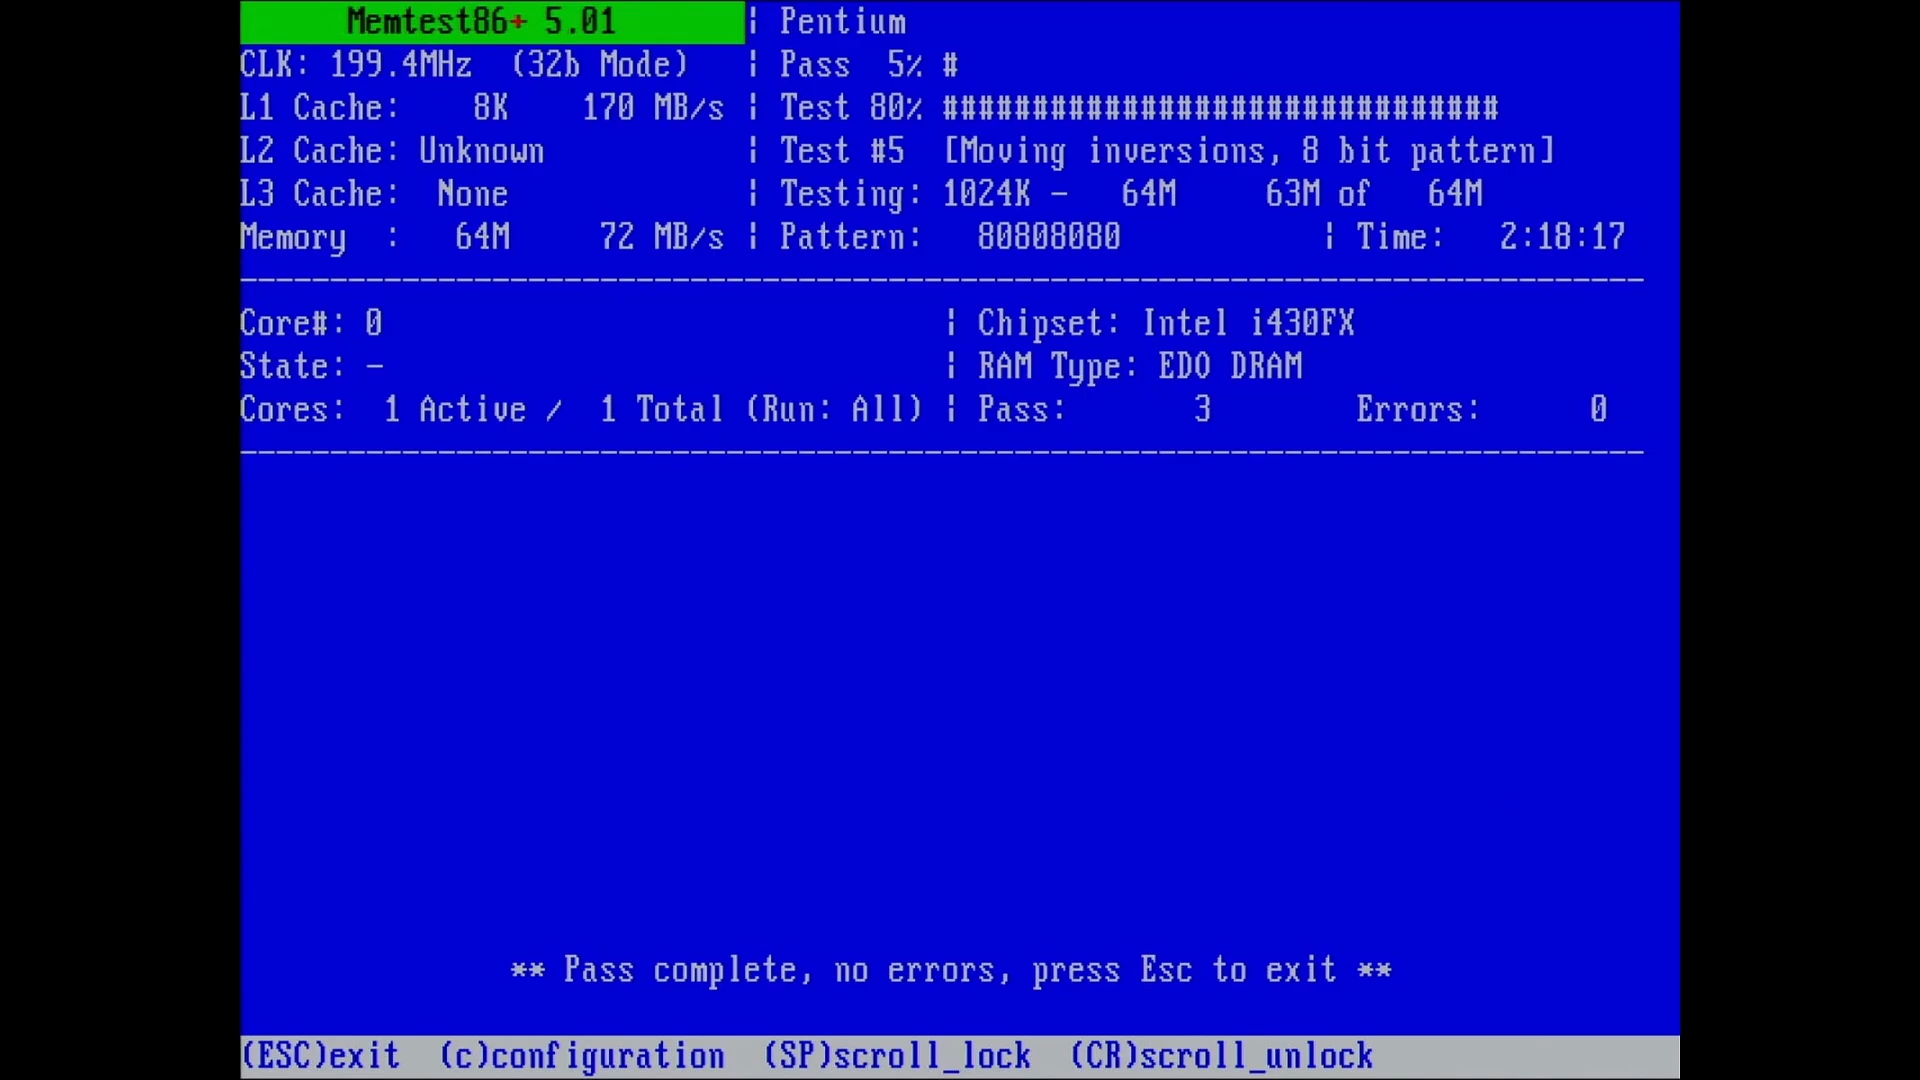 Memtest86+ 5.01 | Pentium
CLK: 199.4MHz (32b Mode) | Pass 5% #
L1 Cache: 8K 170 MB/s | Test 80% ###############################
L2 Cache: Unknown | Test #5 [Moving inversions, 8 bit pattern]
L3 Cache: None | Testing: 1024K - 64M 63M of 64M
Memory : 64M 72 MB/s | Pattern: 80808080 | Time: 2:18:17
------------------------------------------------------------------------------
Core#: 0 | Chipset: Intel i430FX
State: - | RAM Type: EDO DRAM
Cores: 1 Active / 1 Total (Run: All) | Pass: 3 Errors: 0
------------------------------------------------------------------------------
** Pass complete, no errors, press Esc to exit **
(ESC)exit (c)configuration (SP)scroll_lock (CR)scroll_unlock